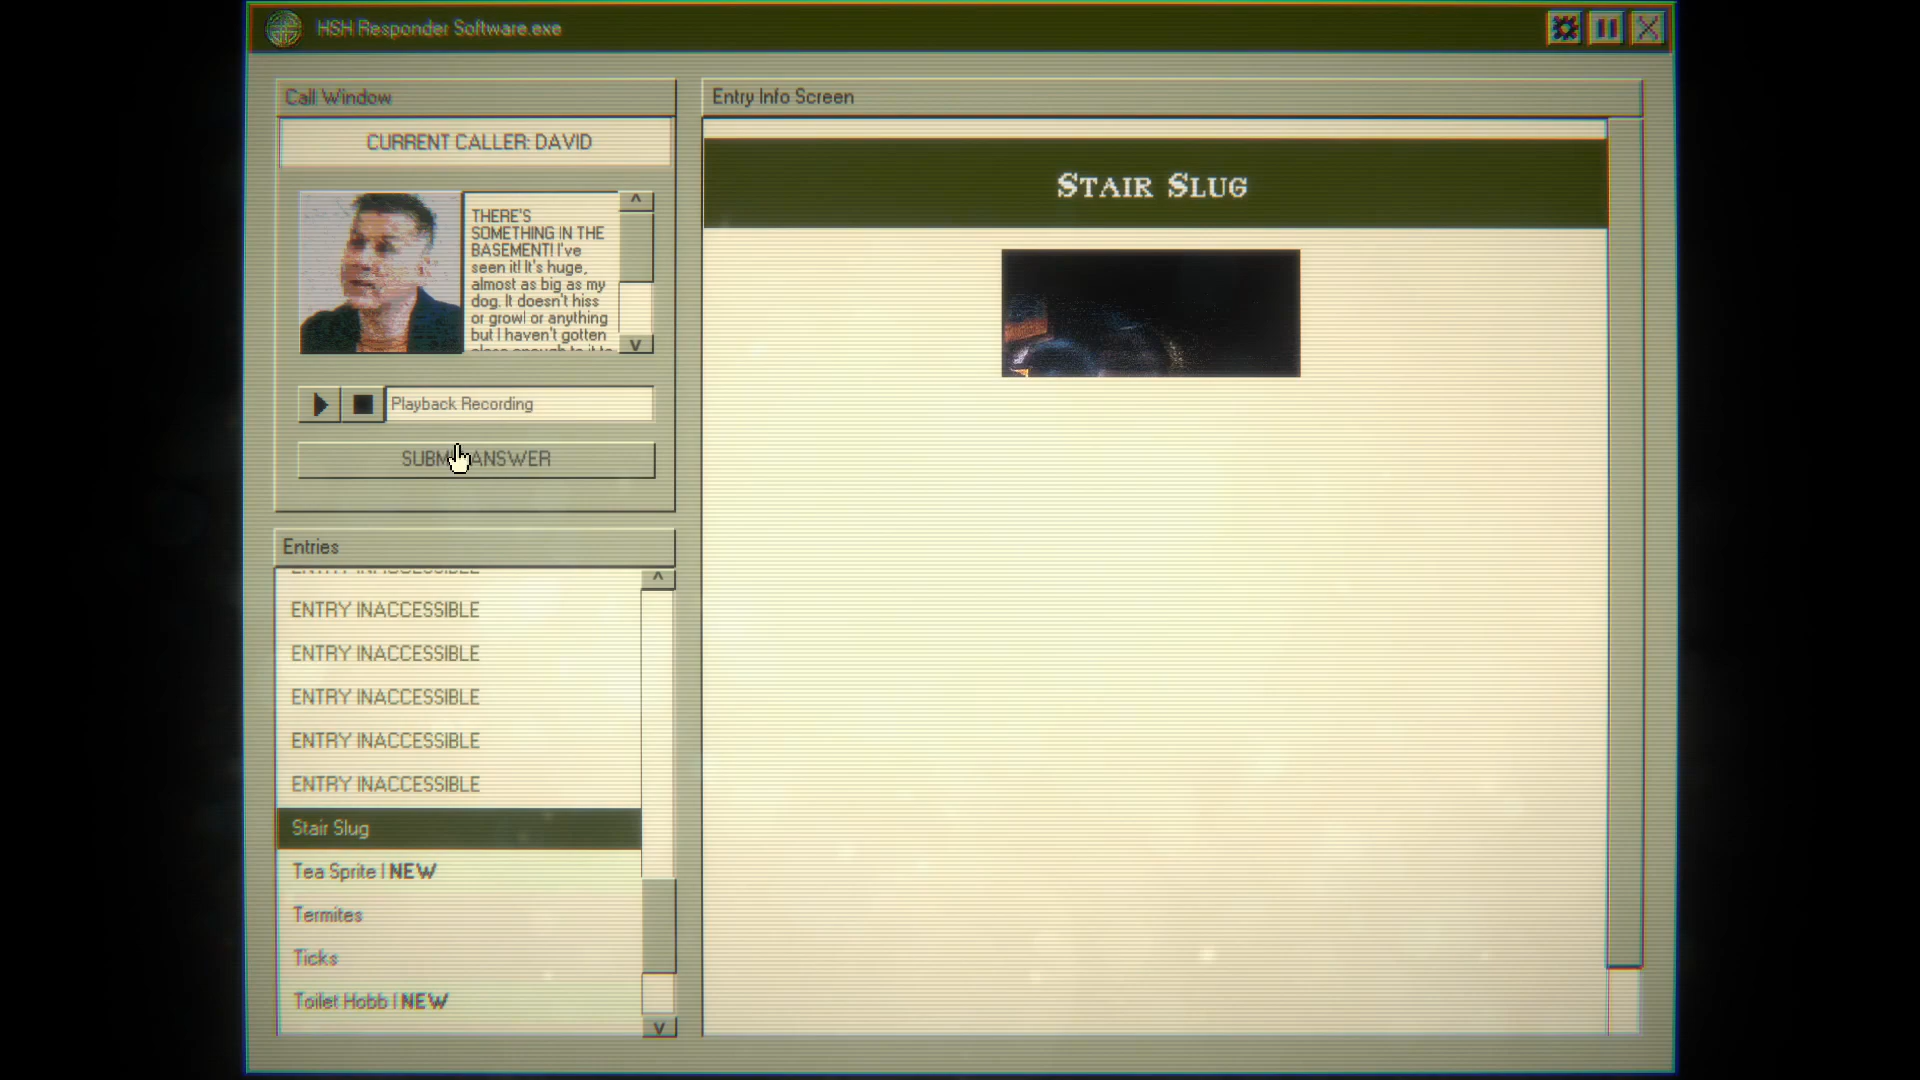 HSH Responder Software.exe
Call Window
CURRENT CALLER: DAVID
THERE'S
SOMETHING IN THE
BASEMENT! I've
seen it! It's huge,
almost as big as my
dog. It doesn't hiss
or growl or anything
but I haven't gotten
Playback Recording
ANSWER
Entries
ENTRY INACCESSIBLE
ENTRY INACCESSIBLE
ENTRY INACCESSIBLE
ENTRY INACCESSIBLE
ENTRY INACCESSIBLE
Stair Slug
Tea Sprite | NEW
Termites
Ticks
Toilet Hobb | NEW
Entry Info Screen
STAIR SLUG